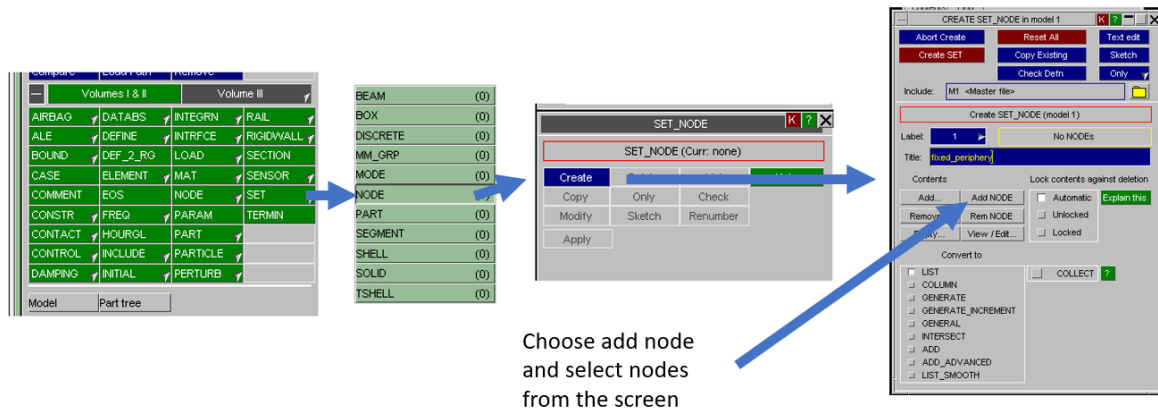 Compare Load Path Remove
Volumes I & II Volume III
AIRBAG DATABS INTEGRN RAIL
ALE DEFINE INTRFCE RIGIDWALL
BOUND DEF_2_RG LOAD SECTION
CASE ELEMENT MAT SENSOR
COMMENT EOS NODE SET
CONSTR FREQ PARAM TERMIN
CONTACT HOURGL PART
CONTROL INCLUDE PARTICLE
DAMPING INITIAL PERTURB
Model Part tree
BEAM (0)
BOX (0)
DISCRETE (0)
MM_GRP (0)
MODE (0)
NODE (0)
PART (0)
SEGMENT (0)
SHELL (0)
SOLID (0)
TSHELL (0)
SET_NODE K ? X
SET_NODE (Curr: none)
Create
Copy Only Check
Modify Sketch Renumber
Apply
Choose add node
and select nodes
from the screen
CREATE SET_NODE in model 1 K ? X
Abort Create Reset All Text edit
Create SET Copy Existing Sketch
Check Defn Only
Include: M1 <Master file>
Create SET_NODE (model 1)
Label: 1 No NODEs
Title: fixed_periphery
Contents Lock contents against deletion
Add... Add NODE Automatic Explain this
Remove Rem NODE Unlocked
View / Edit... Locked
Convert to
LIST COLLECT ?
COLUMN
GENERATE
GENERATE_INCREMENT
GENERAL
INTERSECT
ADD
ADD_ADVANCED
LIST_SMOOTH